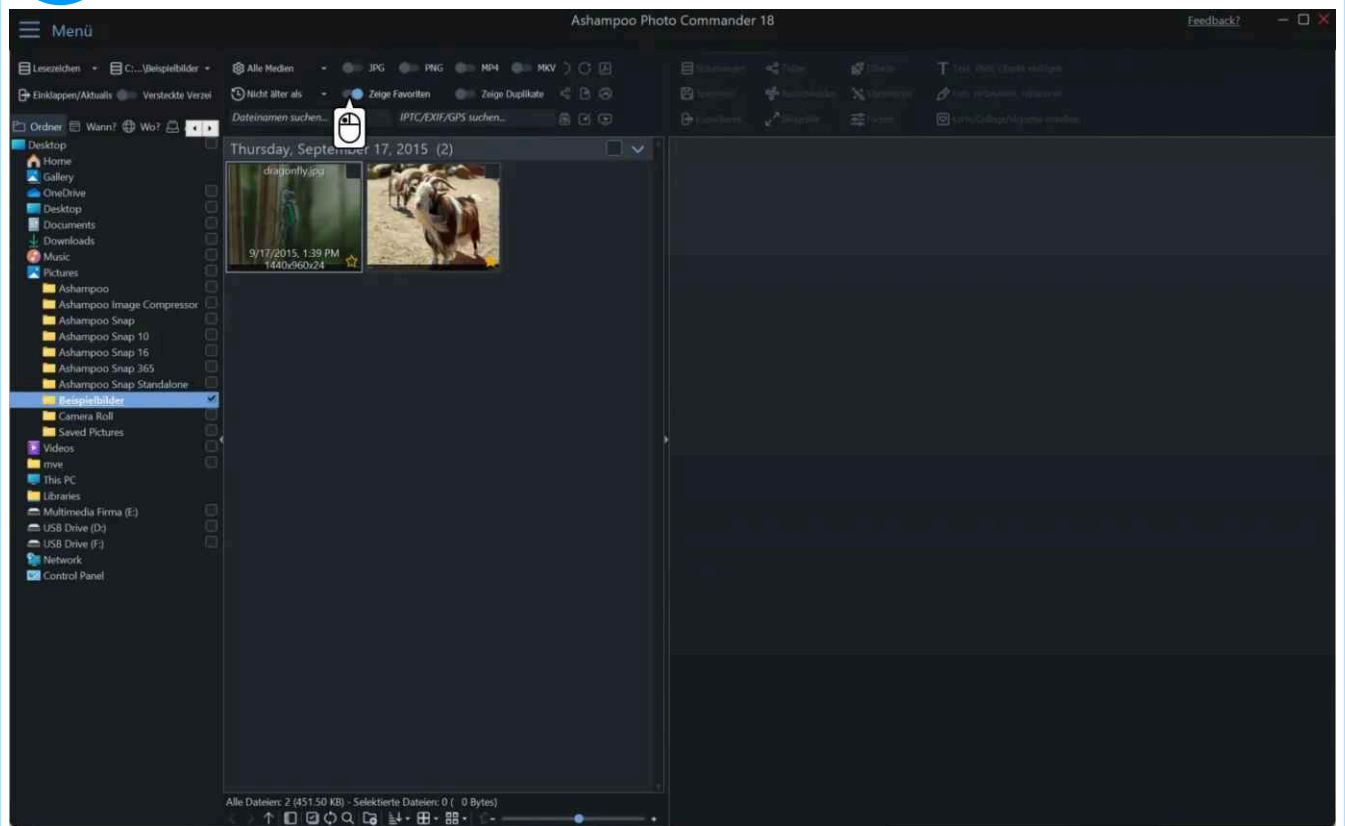 Ashampoo Photo Commander 18
Feedback?
Menü
Lesezeichen
C:...\Beispielbilder
Alle Medien
JPG
PNG
MP4
MKV
Einklappen/Aktualis
Versteckte Verzei
Nicht älter als
Zeige Favoriten
Zeige Duplikate
Dateinamen suchen...
IPTC/EXIF/GPS suchen...
Ordner
Wann?
Wo?
Desktop
Home
Gallery
OneDrive
Desktop
Documents
Downloads
Music
Pictures
Ashampoo
Ashampoo Image Compressor
Ashampoo Snap
Ashampoo Snap 10
Ashampoo Snap 16
Ashampoo Snap 365
Ashampoo Snap Standalone
Beispielbilder
Camera Roll
Saved Pictures
Videos
mve
This PC
Libraries
Multimedia Firma (E:)
USB Drive (D:)
USB Drive (F:)
Network
Control Panel
Thursday, September 17, 2015 (2)
dragonfly.jpg
9/17/2015, 1:39 PM
1440x960x24
Alle Dateien: 2 (451.50 KB) - Selektierte Dateien: 0 ( 0 Bytes)